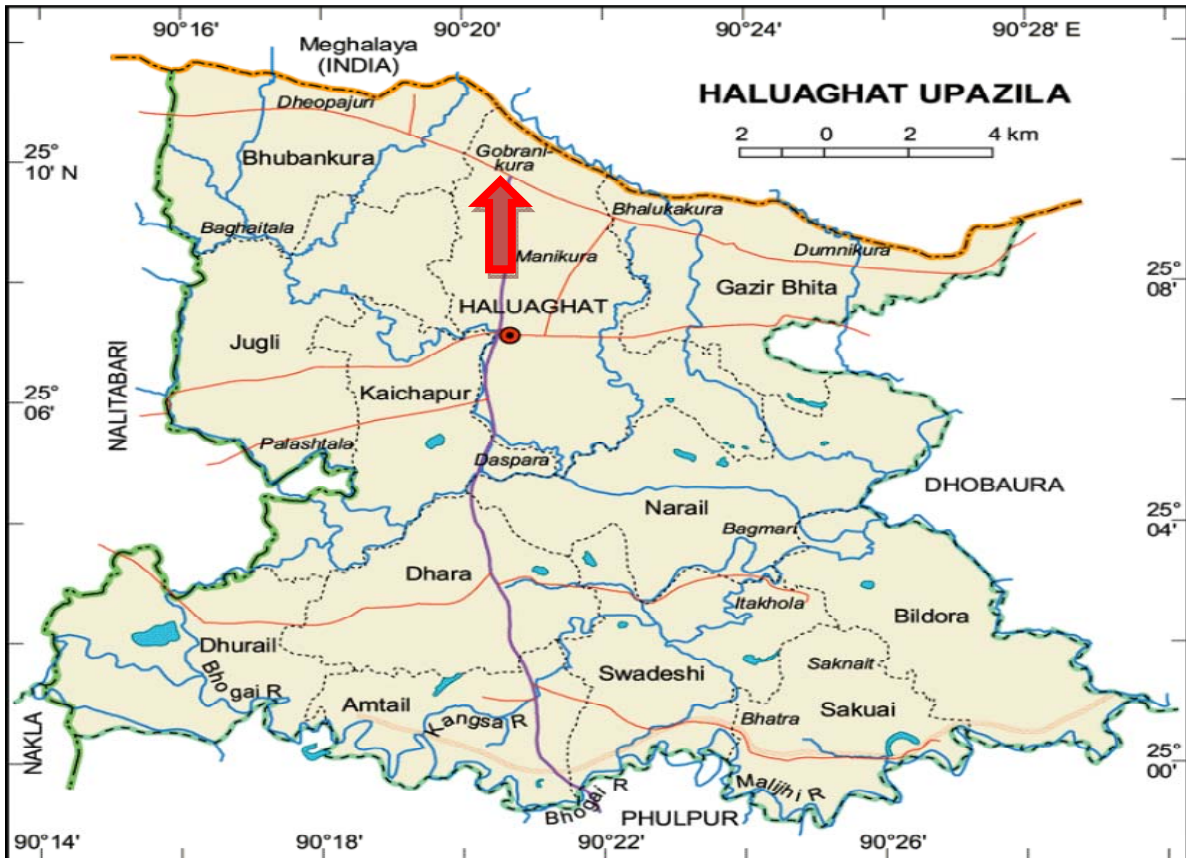 90°16'
90°20'
90°24'
90°28' E
Meghalaya
(INDIA)
HALUAGHAT UPAZILA
2 0 2 4 km
Dheopajuri
Bhubankura
Gobrani-
kura
25°
10' N
Bhalukakura
Baghaitala
Dumnikura
Manikura
25°
08'
Gazir Bhita
HALUAGHAT
Jugli
NALITABARI
Kaichapur
25°
06'
Palashtala
Daspara
DHOBAURA
Narail
25°
04'
Bagmari
Dhara
Itakhola
Bildora
Dhurail
Saknait
Swadeshi
Bhogai R
Amtail
Kangsa R
Bhatra
Sakuai
NAKLA
25°
00'
Malijhi R
Bhogai R
PHULPUR
90°14'
90°18'
90°22'
90°26'